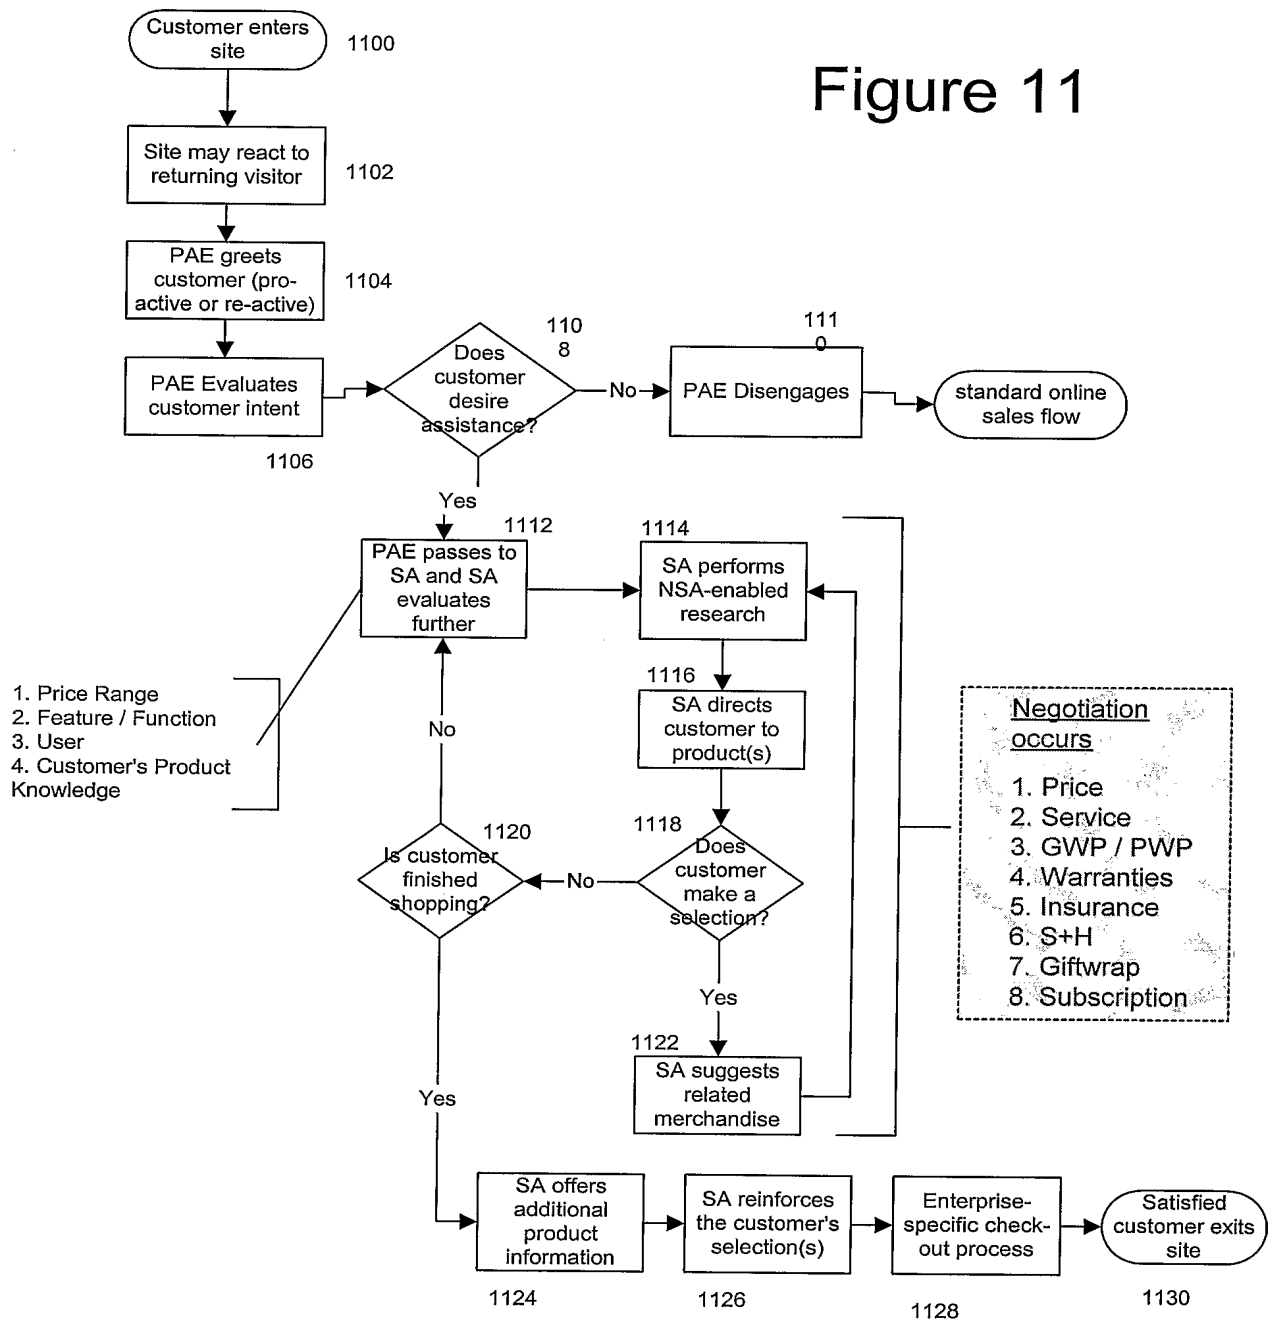 Customer enters
site
1100
Figure 11
Site may react to
returning visitor
1102
PAE greets
customer (pro-
active or re-active)
1104
PAE Evaluates
customer intent
1106
Does
customer
desire
assistance?
110
8
No
111
0
PAE Disengages
standard online
sales flow
Yes
1112
PAE passes to
SA and SA
evaluates
further
1114
SA performs
NSA-enabled
research
1. Price Range
2. Feature / Function
3. User
4. Customer's Product
Knowledge
No
1116
SA directs
customer to
product(s)
Negotiation
occurs
1. Price
2. Service
3. GWP / PWP
4. Warranties
5. Insurance
6. S+H
7. Giftwrap
8. Subscription
1120
Is customer
finished
shopping?
No
1118
Does
customer
make a
selection?
Yes
1122
SA suggests
related
merchandise
Yes
SA offers
additional
product
information
1124
SA reinforces
the customer's
selection(s)
1126
Enterprise-
specific check-
out process
1128
Satisfied
customer exits
site
1130